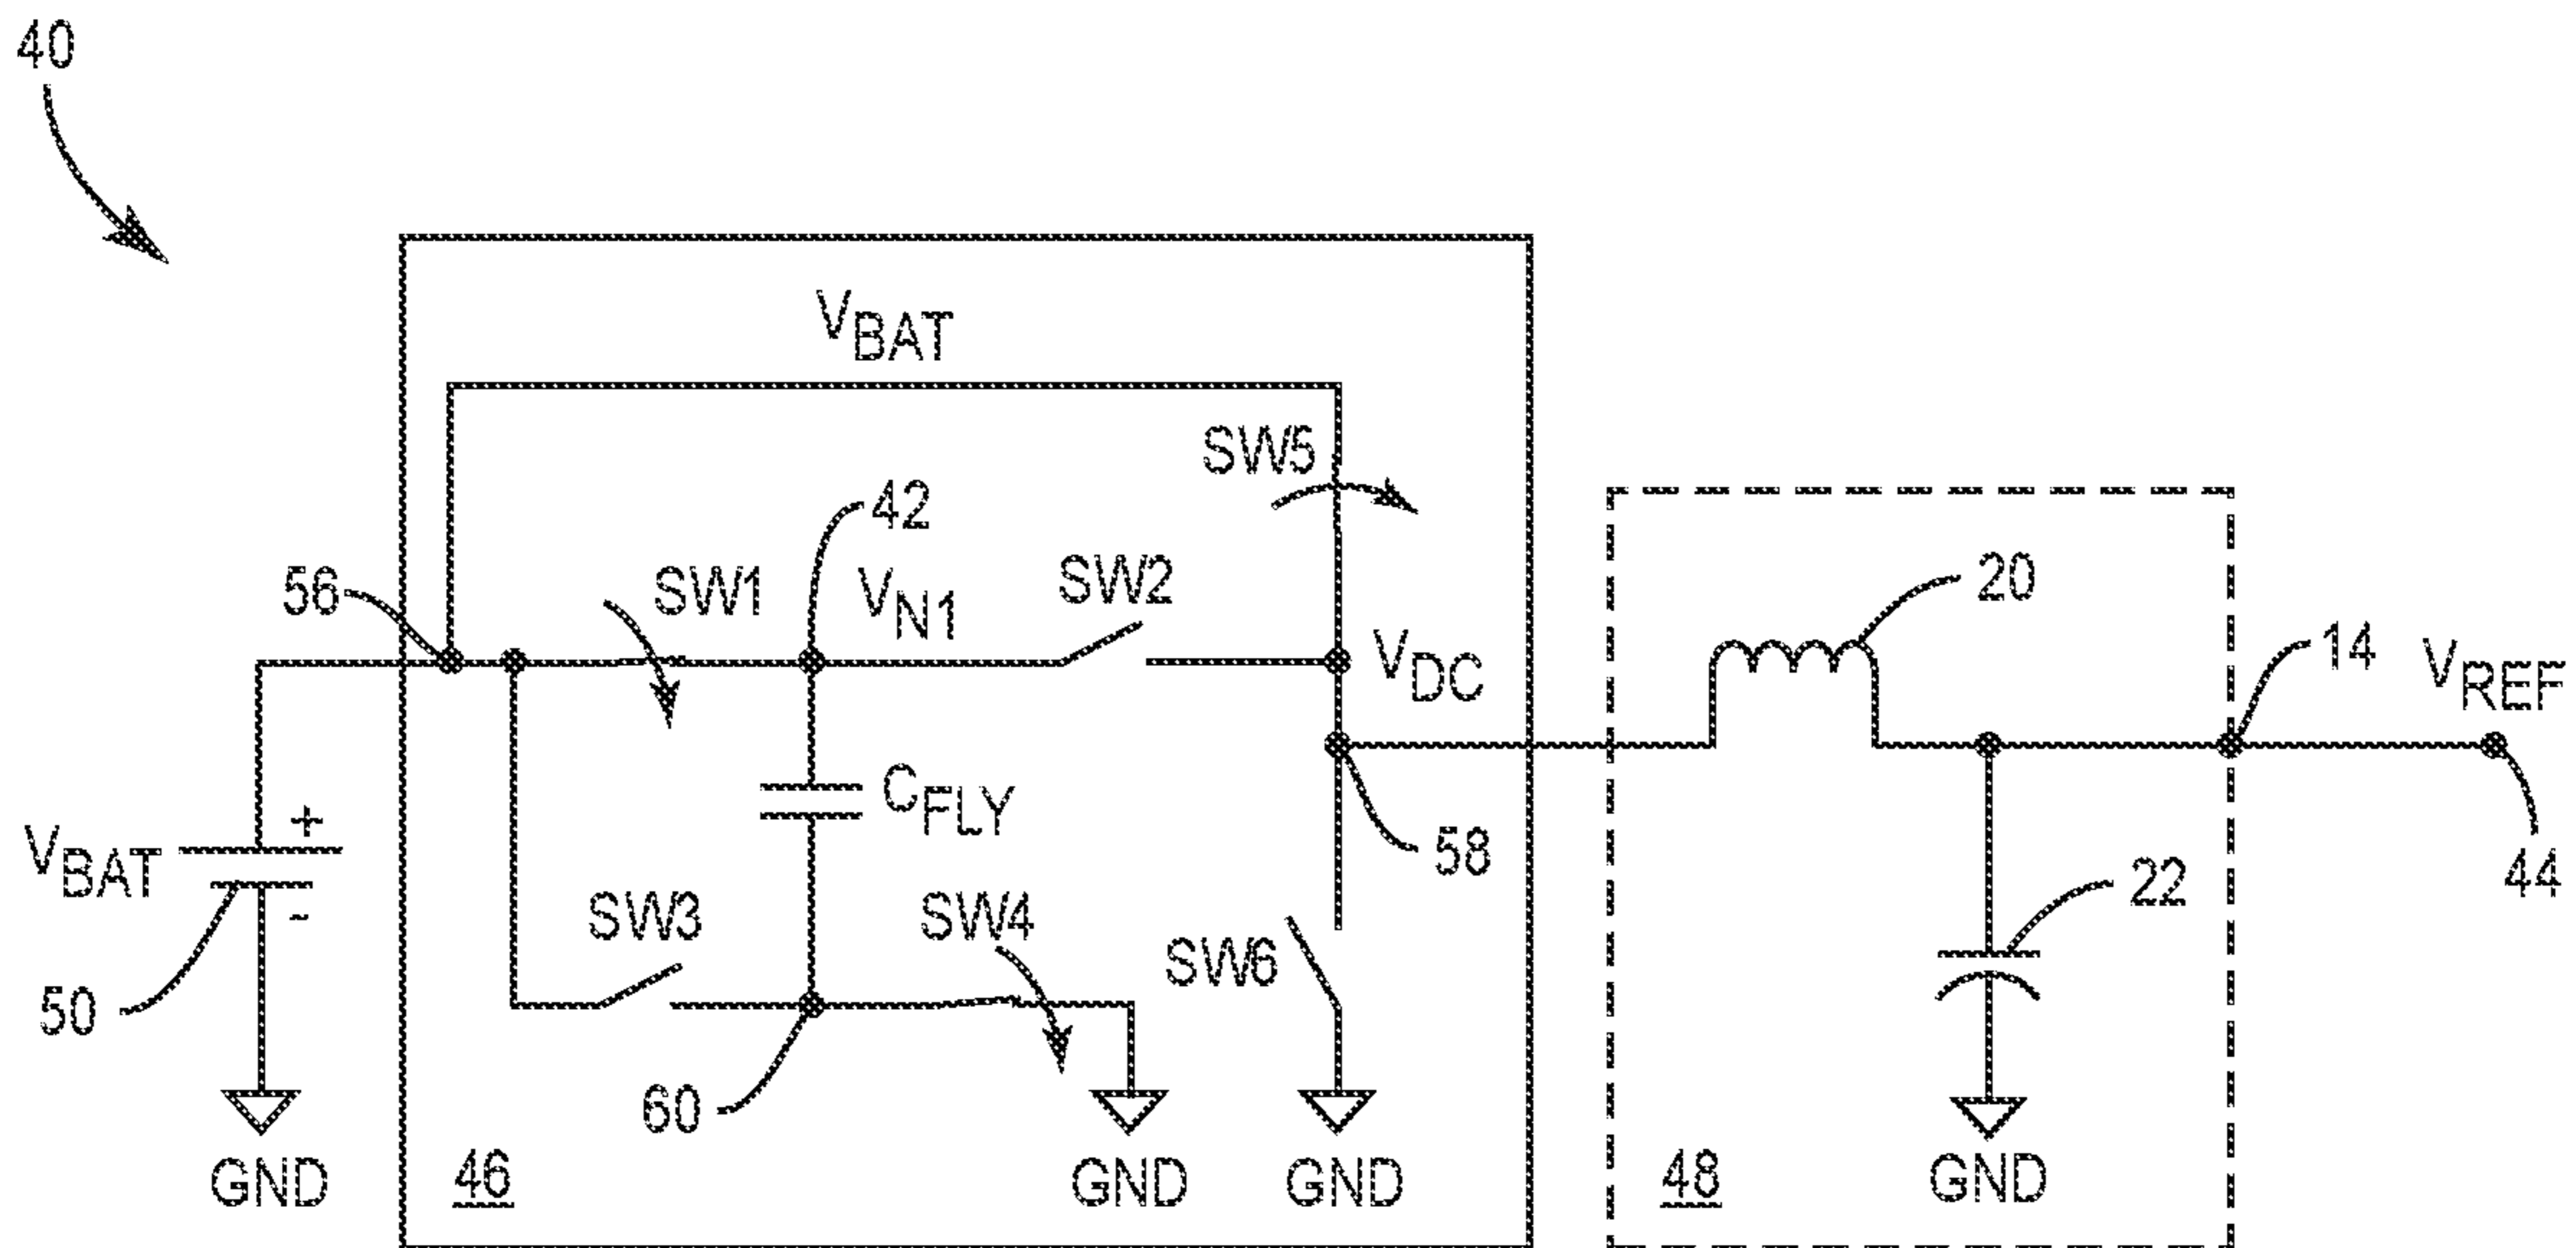 40
VBAT
SW5
42
56
SW1
VN1
SW2
20
14
VDC
VREF
CFLY
58
VBAT
+
-
22
44
SW3
SW4
SW6
50
60
GND
46
GND
GND
48
GND